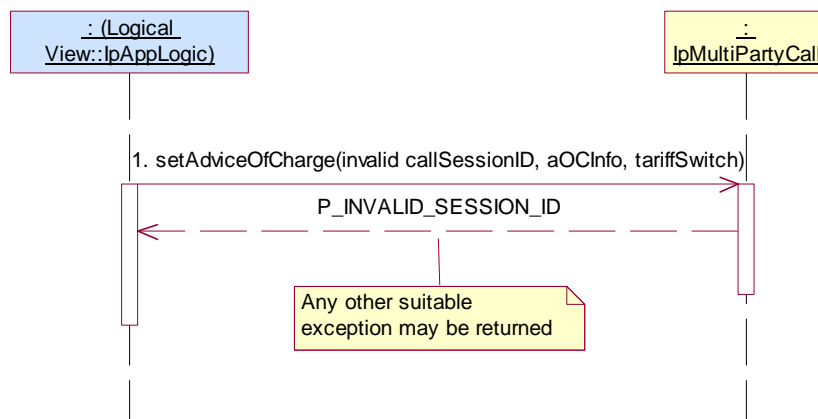 : (Logical
View::IpAppLogic)
:
IpMultiPartyCall
1. setAdviceOfCharge(invalid callSessionID, aOCInfo, tariffSwitch)
P_INVALID_SESSION_ID
Any other suitable
exception may be returned